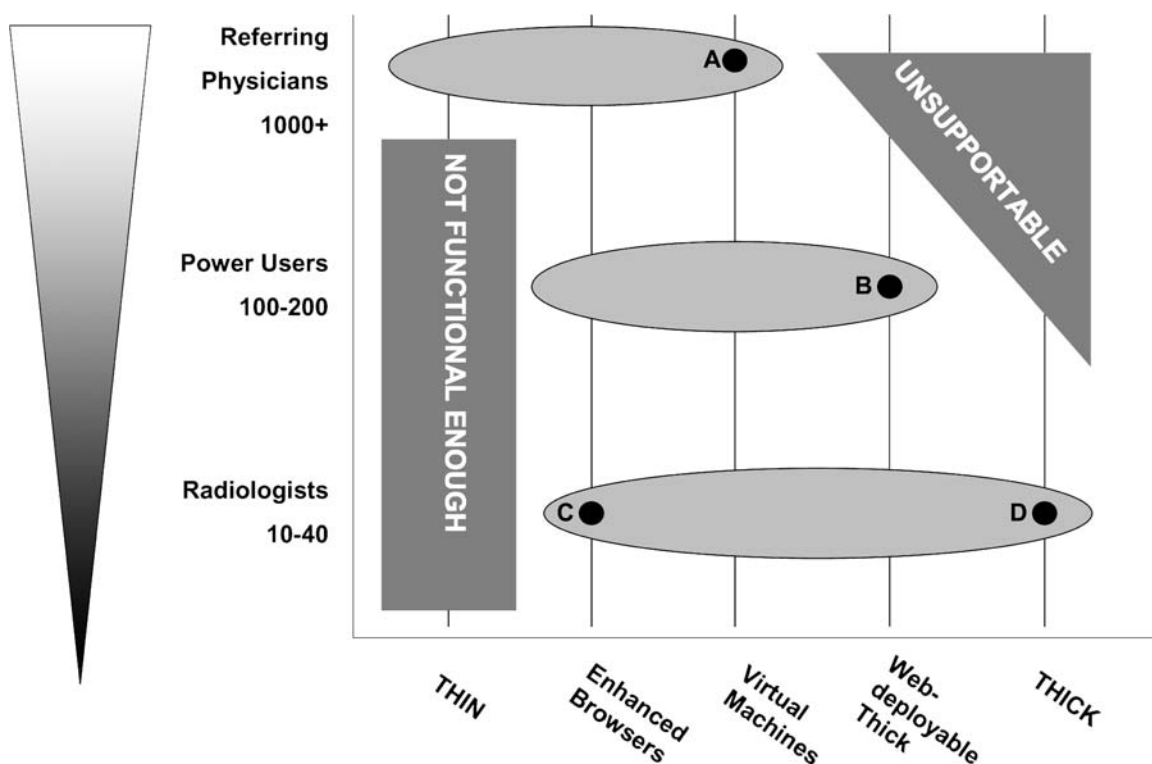 Referring
Physicians
1000+
A
UNSUPPORTABLE
NOT FUNCTIONAL ENOUGH
Power Users
100-200
B
Radiologists
10-40
C
D
THIN
Enhanced
Browsers
Virtual
Machines
Web-
deployable
Thick
THICK